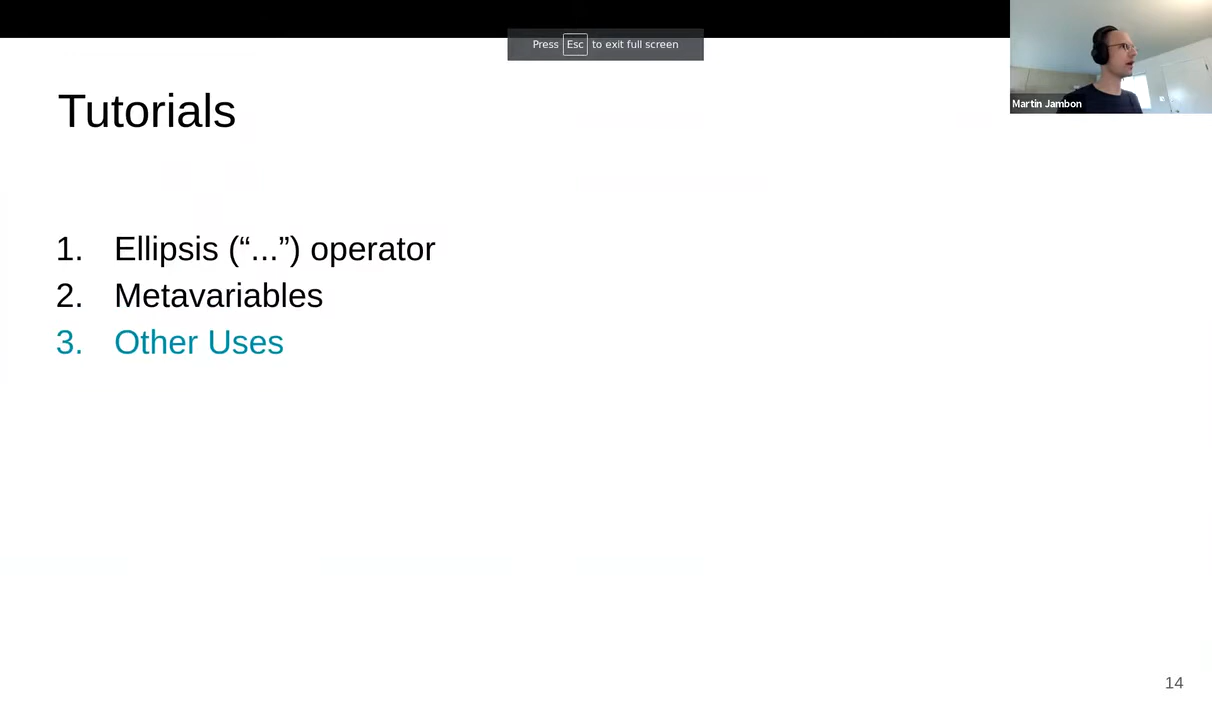 Press Esc to exit full screen
Martin Jambon
Tutorials
1. Ellipsis (“...”) operator
2. Metavariables
3. Other Uses
14